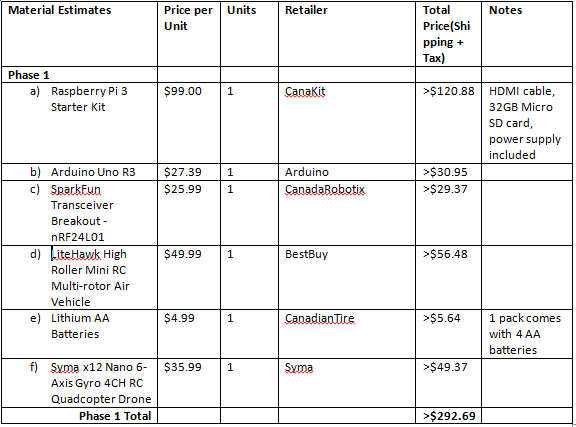 Material Estimates Price per Units Retailer Total Notes
Unit Price(Shi
pping +
Tax)
Phase 1
a) Raspberry Pi 3 $99.00 1 CanaKit >$120.88 HDMI cable,
Starter Kit 32GB Micro
SD card,
power supply
included
b) Arduino Uno R3 $27.39 1 Arduino >$30.95
c) SparkFun $25.99 1 CanadaRobotix >$29.37
Transceiver
Breakout -
nRF24L01
d) LiteHawk High $49.99 1 BestBuy >$56.48
Roller Mini RC
Multi-rotor Air
Vehicle
e) Lithium AA $4.99 1 CanadianTire >$5.64 1 pack comes
Batteries with 4 AA
batteries
f) Syma x12 Nano 6- $35.99 1 Syma >$49.37
Axis Gyro 4CH RC
Quadcopter Drone
Phase 1 Total >$292.69